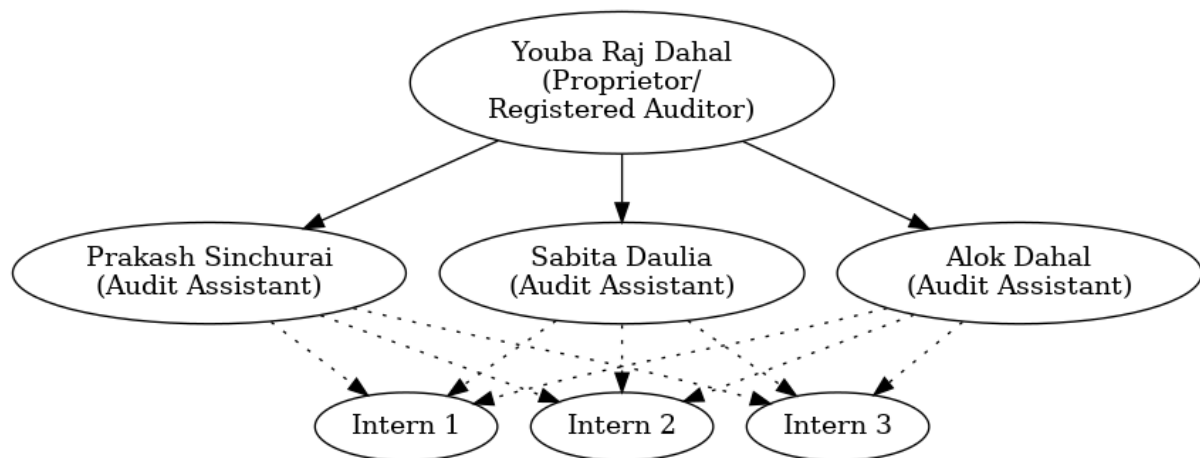 Youba Raj Dahal
(Proprietor/
Registered Auditor)
Prakash Sinchurai
(Audit Assistant)
Sabita Daulia
(Audit Assistant)
Alok Dahal
(Audit Assistant)
Intern 1
Intern 2
Intern 3